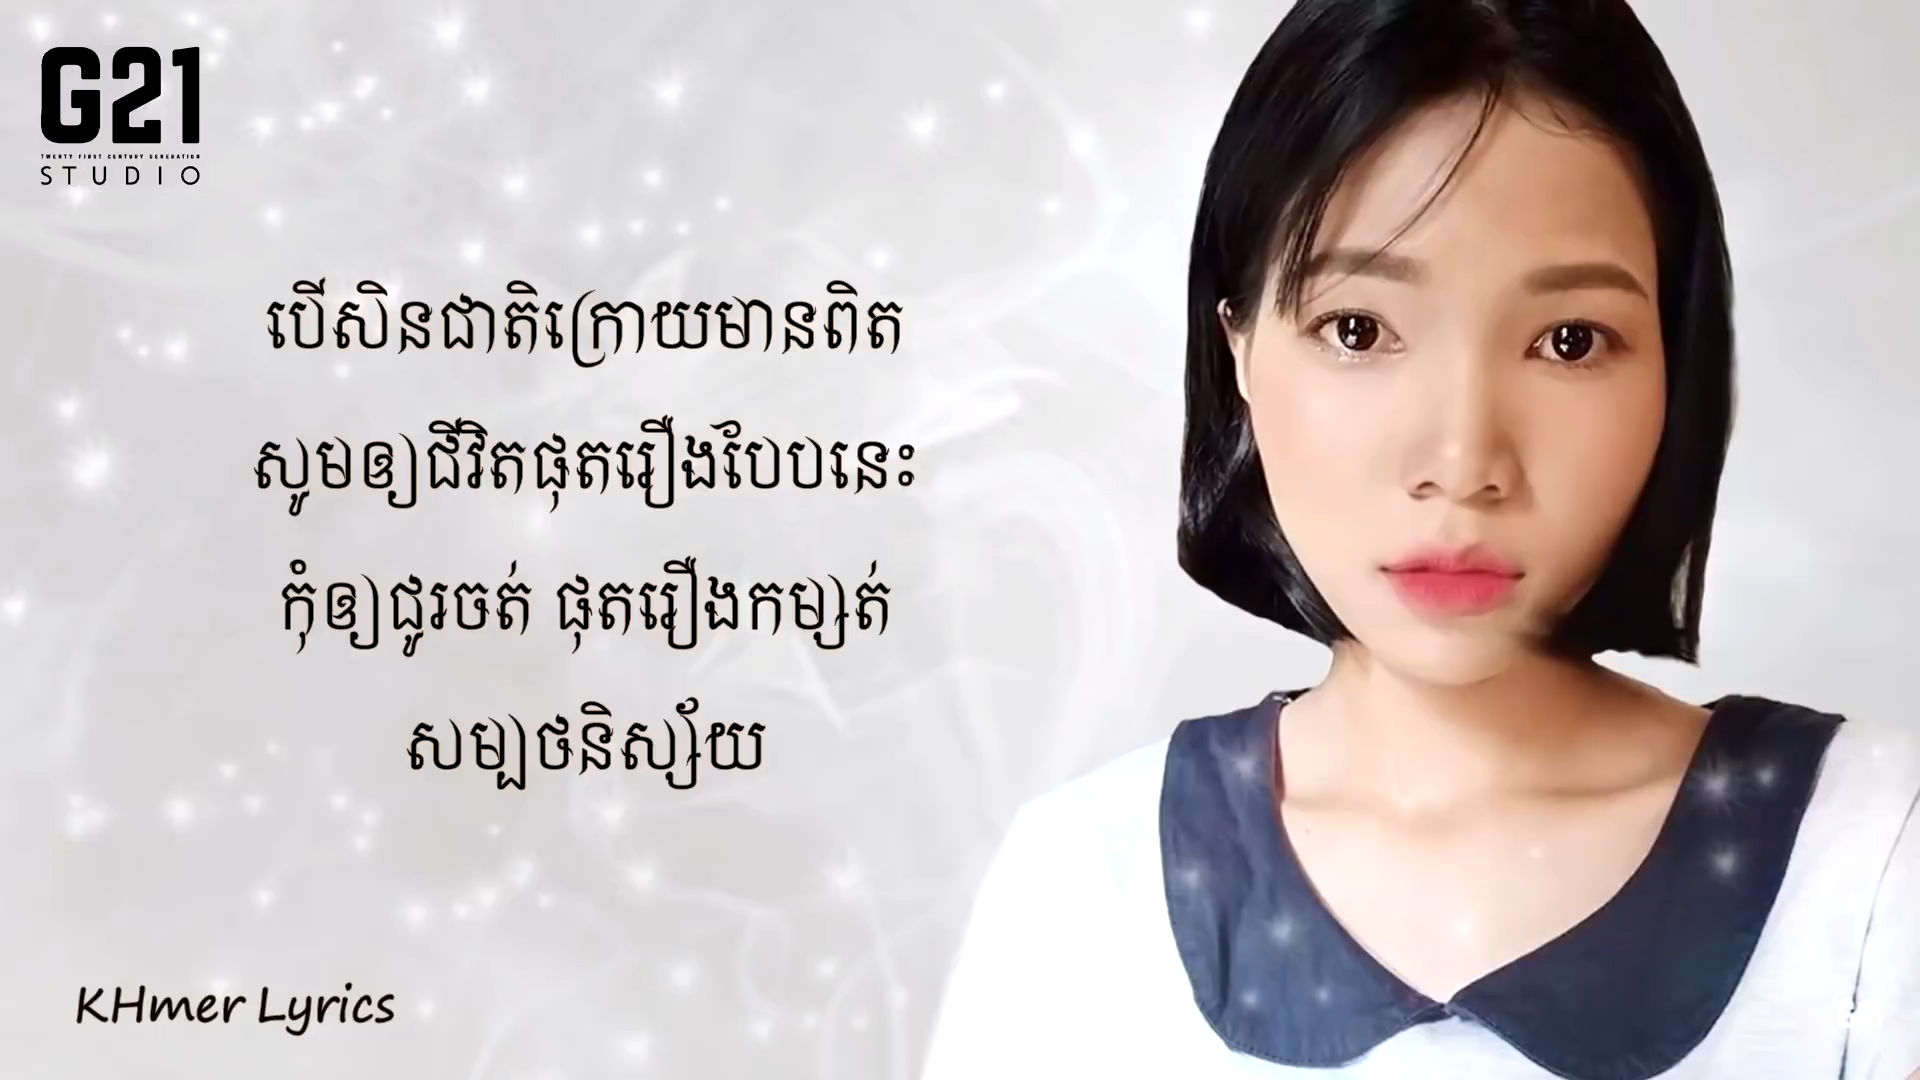 G21
TWENTY FIRST CENTURY GENERATION
STUDIO
បើសិនជាតិក្រោយមានពិត
សូមឲ្យជីវិតផុតរឿងបែបនេះ
កុំឲ្យជូរចត់ ផុតរឿងកម្សត់
សម្បថនិស្ស័យ
KHmer Lyrics